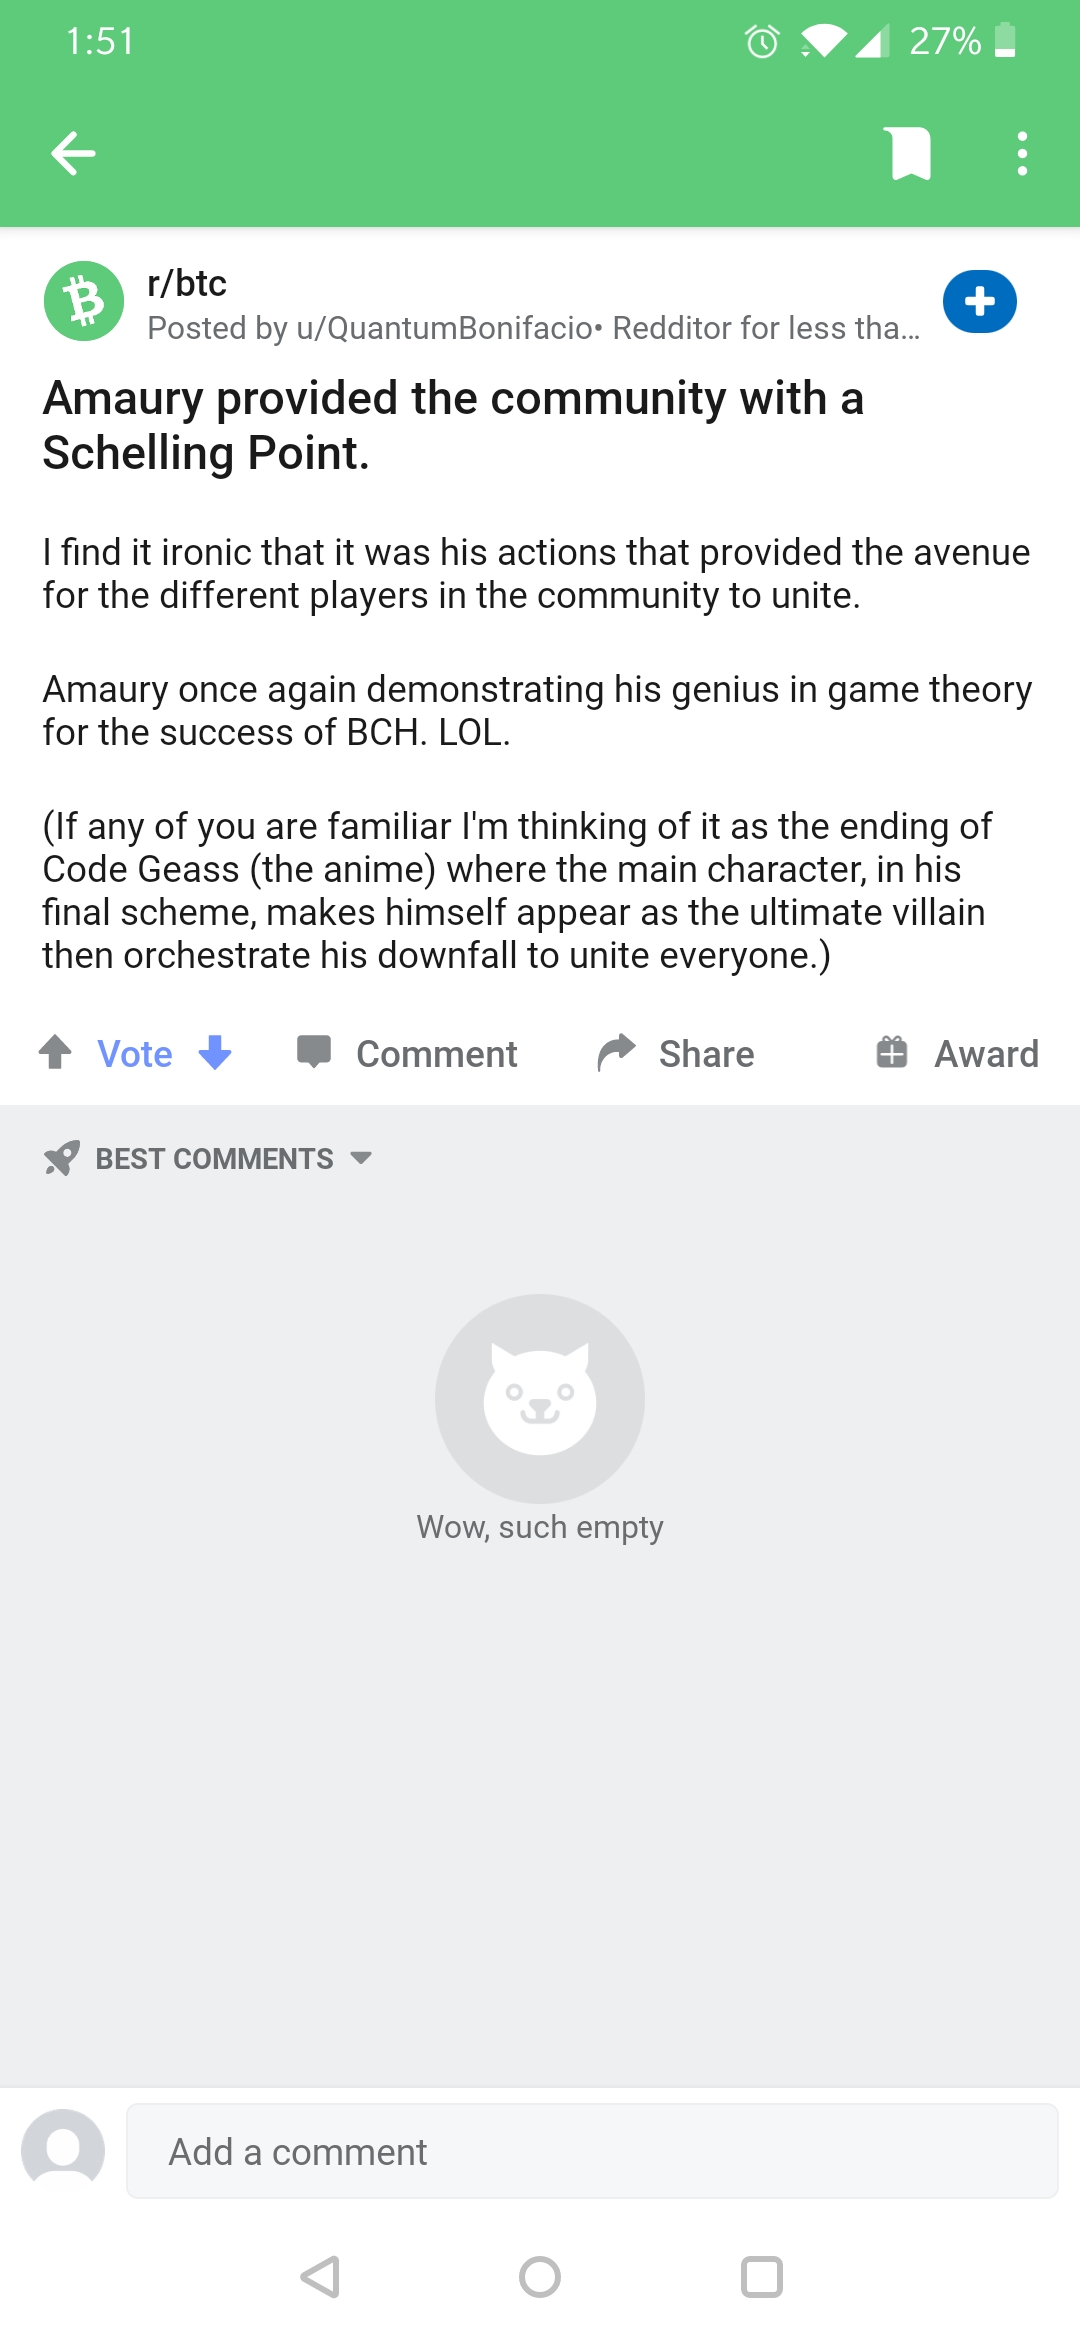 1:51
27%
r/btc
Posted by u/QuantumBonifacio• Redditor for less tha...
Amaury provided the community with a
Schelling Point.
I find it ironic that it was his actions that provided the avenue
for the different players in the community to unite.
Amaury once again demonstrating his genius in game theory
for the success of BCH. LOL.
(If any of you are familiar I'm thinking of it as the ending of
Code Geass (the anime) where the main character, in his
final scheme, makes himself appear as the ultimate villain
then orchestrate his downfall to unite everyone.)
Vote Comment Share Award
BEST COMMENTS
Wow, such empty
Add a comment